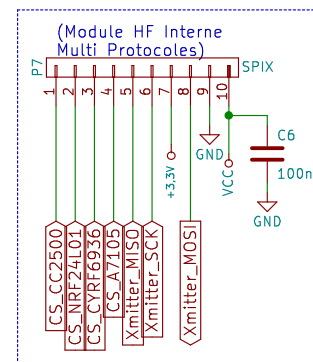 (Module HF Interne
Multi Protocoles)
P7
SPIX
1
2
3
4
5
6
7
8
9
10
C6
100n
GND
+3,3V
VCC
GND
CS_CC2500
CS_NRF24L01
CS_CYRF6936
CS_A7105
Xmitter_MISO
Xmitter_SCK
Xmitter_MOSI